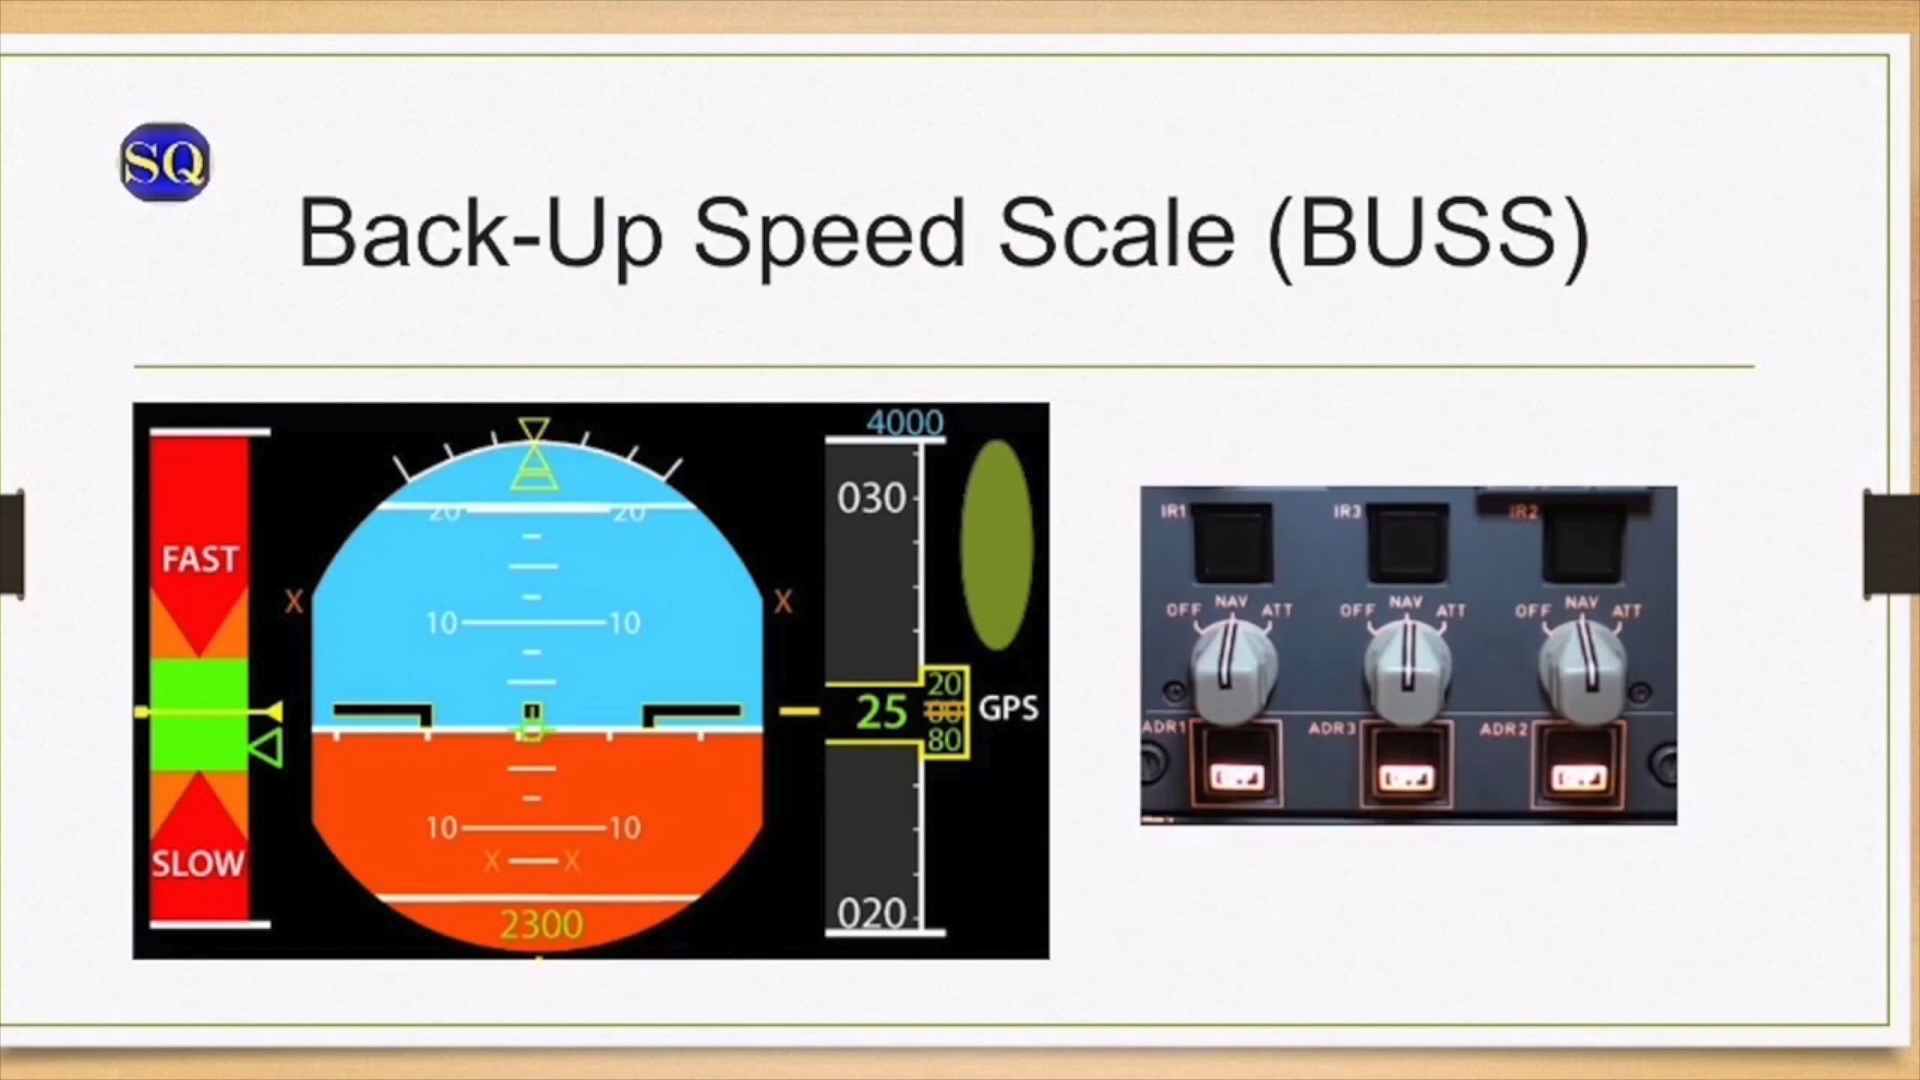 SQ
Back-Up Speed Scale (BUSS)
4000
FAST
20 20
030
X X
10 10
20
25
80
GPS
10 10
X X
SLOW
2300
020
IR1 IR3 IR2
OFF NAV ATT OFF NAV ATT OFF NAV ATT
ADR1 ADR3 ADR2